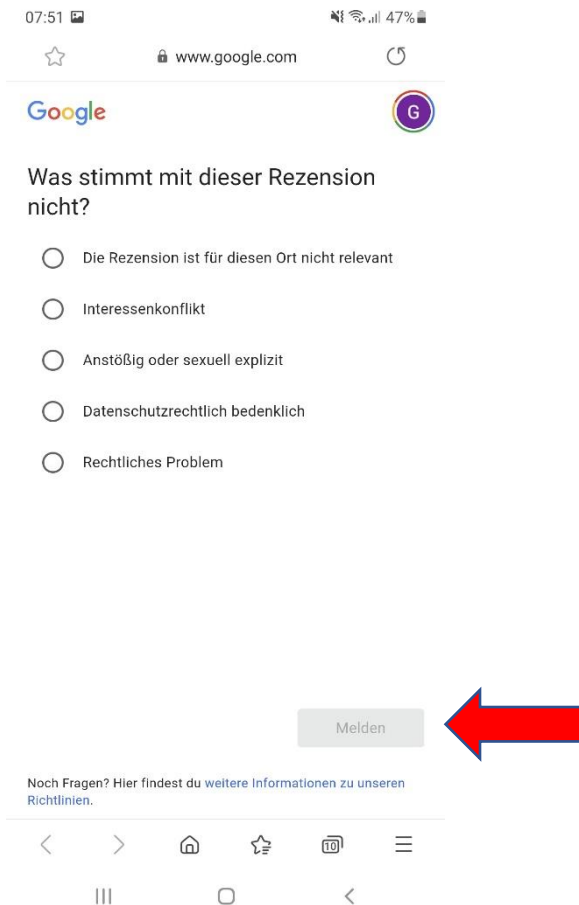 07:51 47%
www.google.com
Google
G
Was stimmt mit dieser Rezension
nicht?
Die Rezension ist für diesen Ort nicht relevant
Interessenkonflikt
Anstößig oder sexuell explizit
Datenschutzrechtlich bedenklich
Rechtliches Problem
Melden
Noch Fragen? Hier findest du weitere Informationen zu unseren
Richtlinien.
10